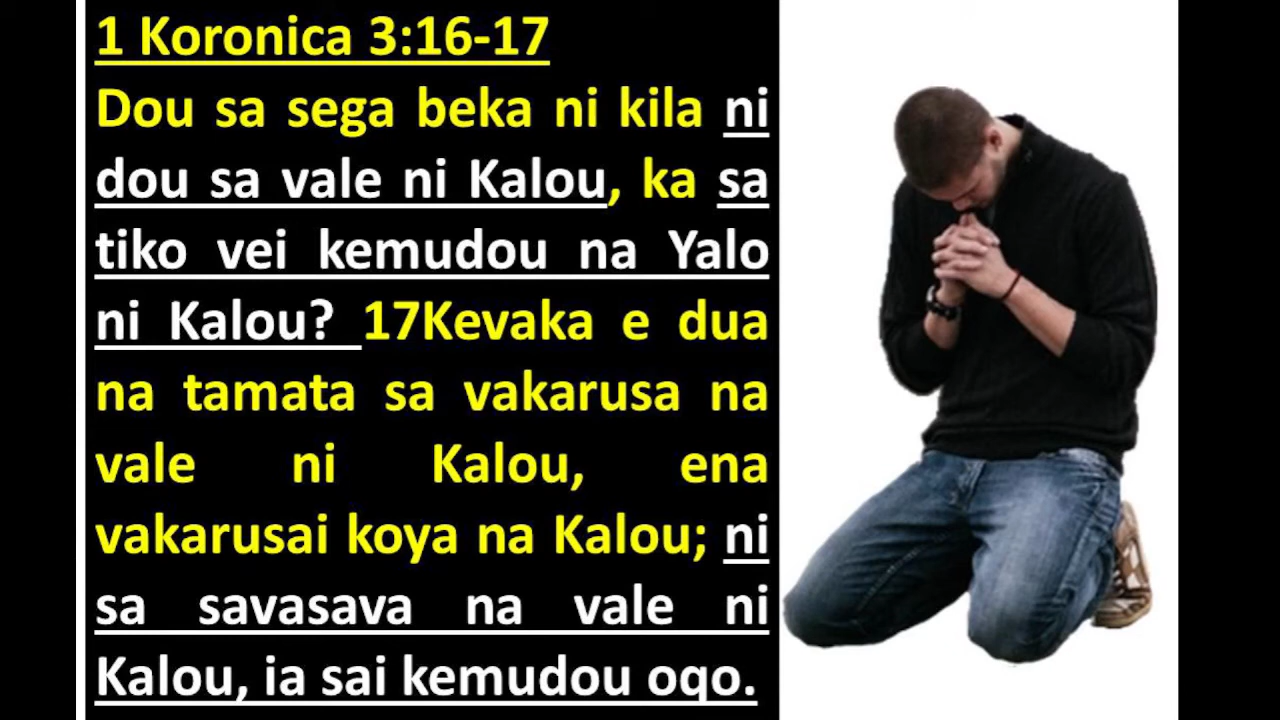 1 Koronica 3:16-17
Dou sa sega beka ni kila ni
dou sa vale ni Kalou, ka sa
tiko vei kemudou na Yalo
ni Kalou? 17Kevaka e dua
na tamata sa vakarusa na
vale ni Kalou, ena
vakarusai koya na Kalou; ni
sa savasava na vale ni
Kalou, ia sai kemudou oqo.